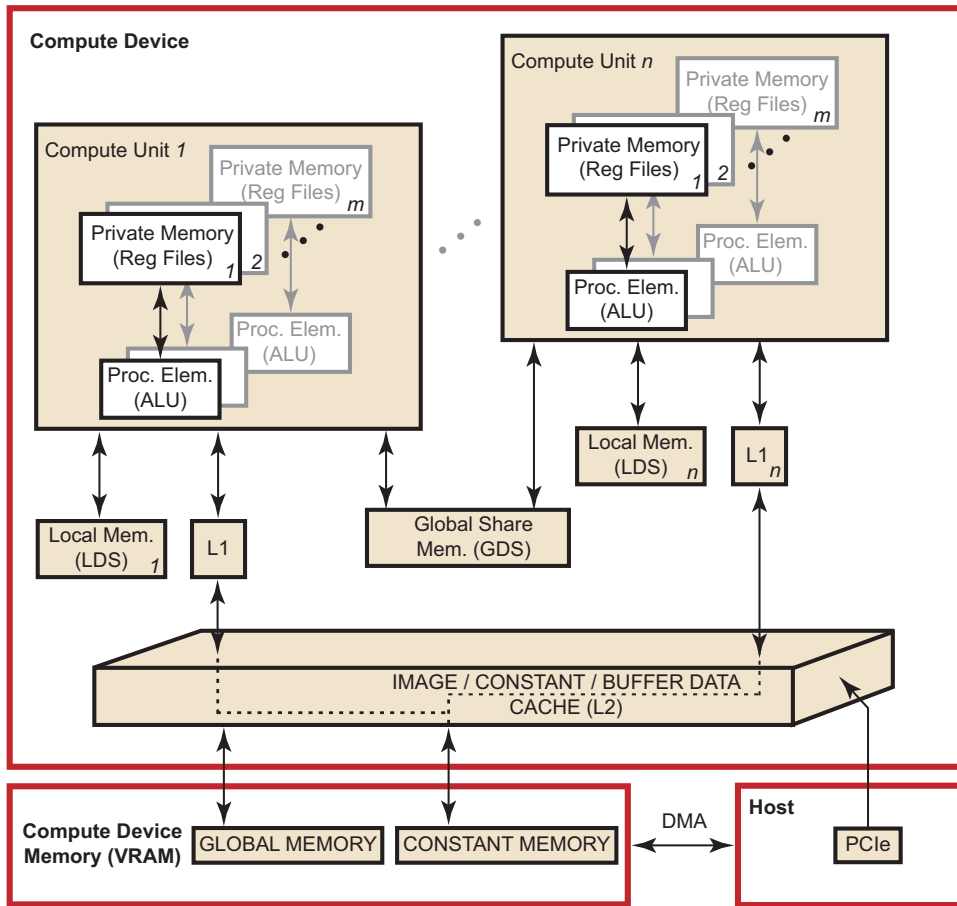 Compute Device
Compute Unit n
Private Memory
(Reg Files)
m
Private Memory
(Reg Files)
1
2
Proc. Elem.
(ALU)
Proc. Elem.
(ALU)
Compute Unit 1
Private Memory
(Reg Files)
m
Private Memory
(Reg Files)
1
2
Proc. Elem.
(ALU)
Proc. Elem.
(ALU)
Local Mem.
(LDS)
n
L1
n
Global Share
Mem. (GDS)
Local Mem.
(LDS)
1
L1
IMAGE / CONSTANT / BUFFER DATA
CACHE (L2)
Compute Device
Memory (VRAM)
GLOBAL MEMORY
CONSTANT MEMORY
DMA
Host
PCIe